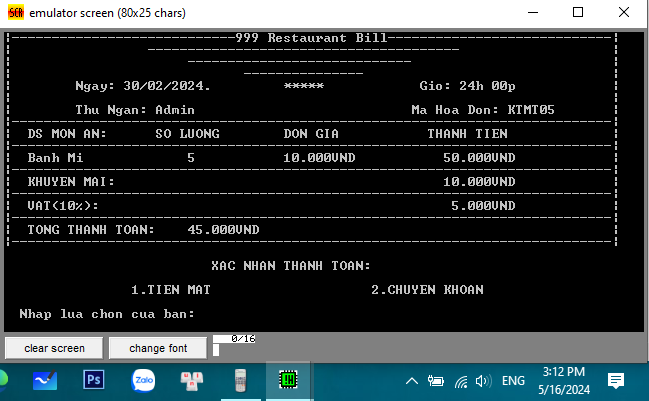 emulator screen (80x25 chars)
999 Restaurant Bill
Ngay: 30/02/2024. ***** Gio: 24h 00p
Thu Ngan: Admin Ma Hoa Don: KTMT05
DS MON AN: SO LUONG DON GIA THANH TIEN
Banh Mi 5 10.000VND 50.000VND
KHUYEN MAI: 10.000VND
VAT(10%): 5.000VND
TONG THANH TOAN: 45.000VND
XAC NHAN THANH TOAN:
1.TIEN MAT 2.CHUYEN KHOAN
Nhap lua chon cua ban:
clear screen change font 0/16
Ps Zalo ENG 3:12 PM
5/16/2024